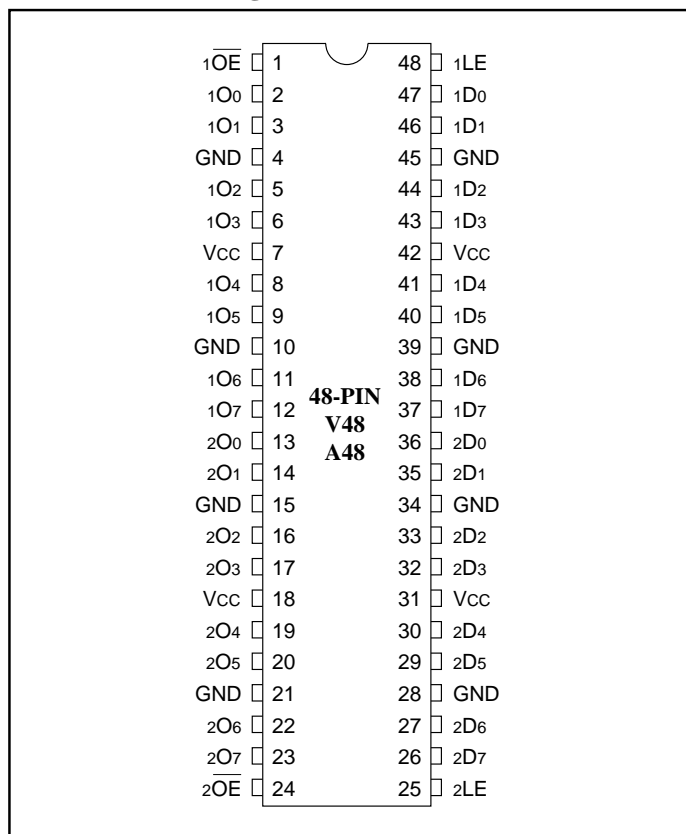 1O̅E̅ 1 48 1LE
1O0 2 47 1D0
1O1 3 46 1D1
GND 4 45 GND
1O2 5 44 1D2
1O3 6 43 1D3
VCC 7 42 VCC
1O4 8 41 1D4
1O5 9 40 1D5
GND 10 39 GND
1O6 11 38 1D6
1O7 12 37 1D7
48-PIN
V48
A48
2O0 13 36 2D0
2O1 14 35 2D1
GND 15 34 GND
2O2 16 33 2D2
2O3 17 32 2D3
VCC 18 31 VCC
2O4 19 30 2D4
2O5 20 29 2D5
GND 21 28 GND
2O6 22 27 2D6
2O7 23 26 2D7
2O̅E̅ 24 25 2LE